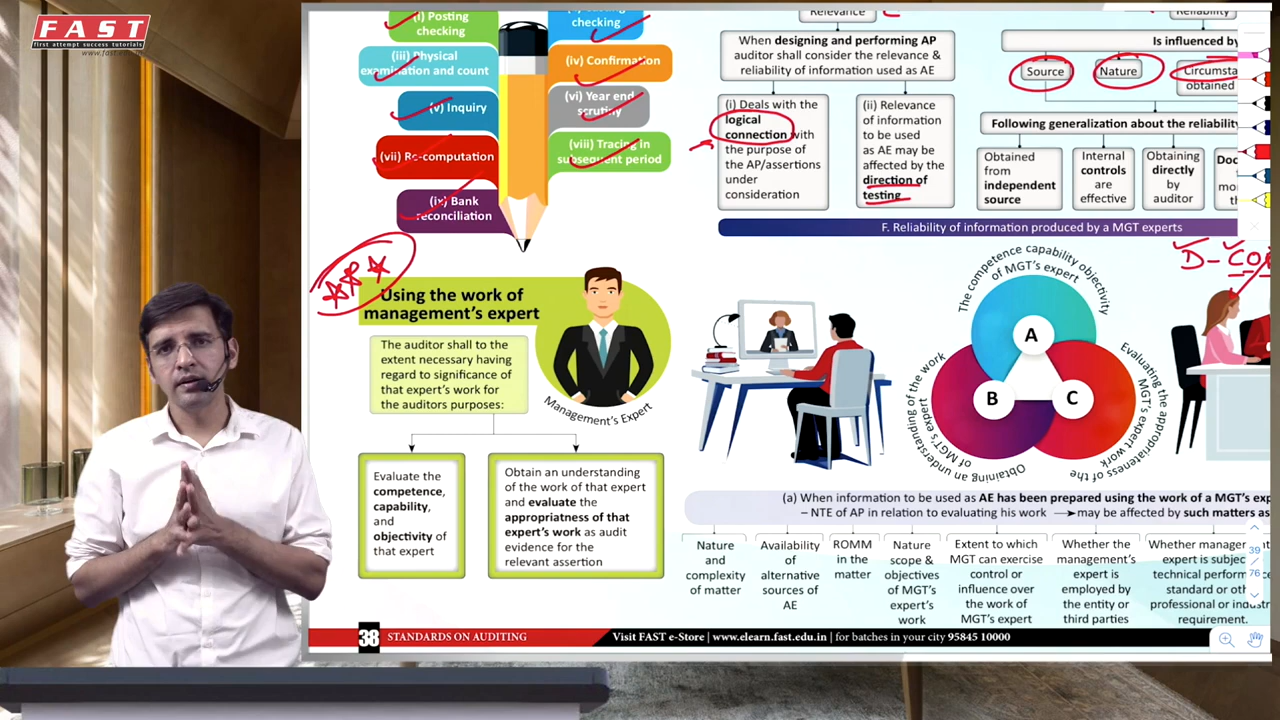 FAST
first attempt success tutorials
www.fast.e
(i) Posting
checking
checking
(iii) Physical
examination and count
(iv) Confirmation
(v) Inquiry
(vi) Year end
scrutiny
(vii) Re-computation
(viii) Tracing in
subsequent period
(ix) Bank
reconciliation
Relevance
When designing and performing AP
auditor shall consider the relevance &
reliability of information used as AE
(i) Deals with the
logical
connection with
the purpose of
the AP/assertions
under
consideration
(ii) Relevance
of information
to be used
as AE may be
affected by the
direction of
testing
Reliability
Is influenced by
Source
Nature
Circumsta
obtained
Following generalization about the reliability
Obtained
from
independent
source
Internal
controls
are
effective
Obtaining
directly
by
auditor
Doc
mo
th
F. Reliability of information produced by a MGT experts
Using the work of
management's expert
The auditor shall to the
extent necessary having
regard to significance of
that expert's work for
the auditors purposes:
Management's Expert
Evaluate the
competence,
capability,
and
objectivity of
that expert
Obtain an understanding
of the work of that expert
and evaluate the
appropriatness of that
expert's work as audit
evidence for the
relevant assertion
The competence capability objectivity
of MGT's expert
A
B
C
Obtaining an understanding of the work
of MGT's expert
Evaluating the appropriateness of the
MGT's expert work
(a) When information to be used as AE has been prepared using the work of a MGT's exp
– NTE of AP in relation to evaluating his work → may be affected by such matters as
Nature
and
complexity
of matter
Availability
of
alternative
sources of
AE
ROMM
in the
matter
Nature
scope &
objectives
of MGT's
expert's
work
Extent to which
MGT can exercise
control or
influence over
the work of
MGT's expert
Whether the
management's
expert is
employed by
the entity or
third parties
Whether managem
expert is subjec
technical perform
standard or oth
professional or industr
requirement.
39
76
38 STANDARDS ON AUDITING
Visit FAST e-Store | www.elearn.fast.edu.in | for batches in your city 95845 10000